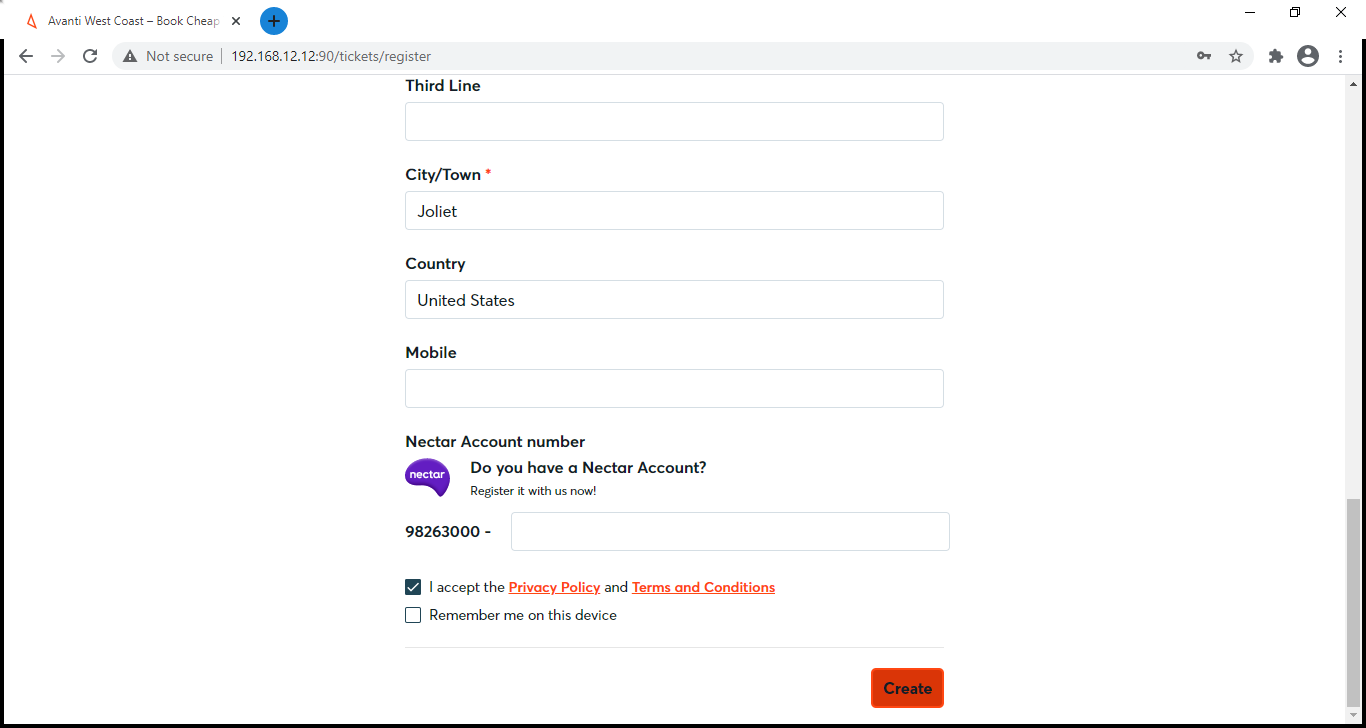 Avanti West Coast – Book Cheap
Not secure 192.168.12.12:90/tickets/register
Third Line
City/Town *
Joliet
Country
United States
Mobile
Nectar Account number
nectar
Do you have a Nectar Account?
Register it with us now!
98263000 -
I accept the Privacy Policy and Terms and Conditions
Remember me on this device
Create